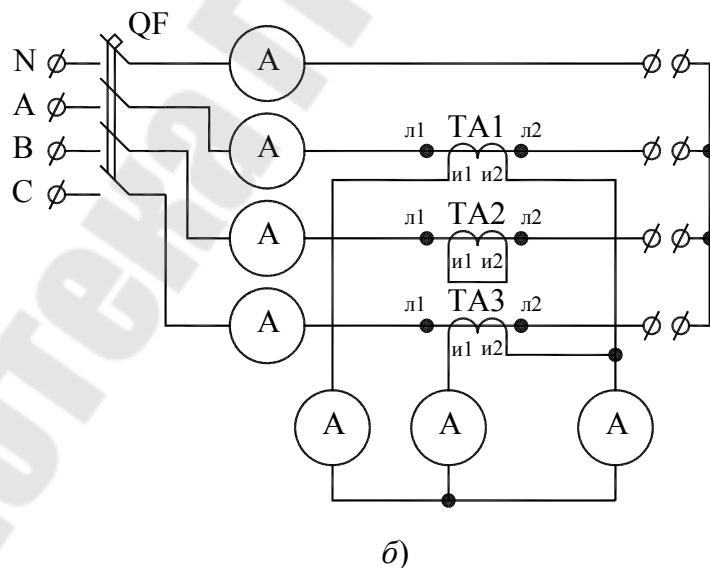 QF
N A
A A
л1 TA1 л2
B
и1 и2
C
л1 TA2 л2
A
и1 и2
л1 TA3 л2
A
и1 и2
A A A
б)